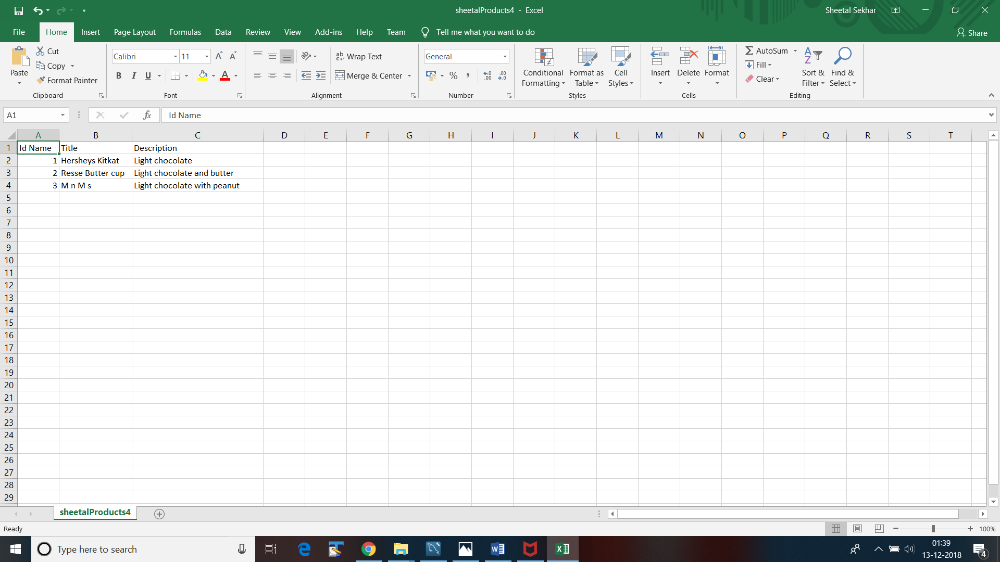 sheetalProducts4 - Excel
Sheetal Sekhar
File Home Insert Page Layout Formulas Data Review View Add-ins Help Team Tell me what you want to do Share
Paste
Cut
Copy
Format Painter
Clipboard
Calibri 11
B I U
Font
Wrap Text
Merge & Center
Alignment
General
Number
Conditional Formatting
Format as Table
Cell Styles
Styles
Insert Delete Format
Cells
AutoSum
Fill
Clear
Sort & Filter
Find & Select
Editing
A1 fx Id Name
A B C D E F G H I J K L M N O P Q R S T
1 Id Name Title Description
2 1 Hersheys Kitkat Light chocolate
3 2 Resse Butter cup Light chocolate and butter
4 3 M n M s Light chocolate with peanut
5
6
7
8
9
10
11
12
13
14
15
16
17
18
19
20
21
22
23
24
25
26
27
28
29
sheetalProducts4
Ready 100%
Type here to search
01:39
13-12-2018
4